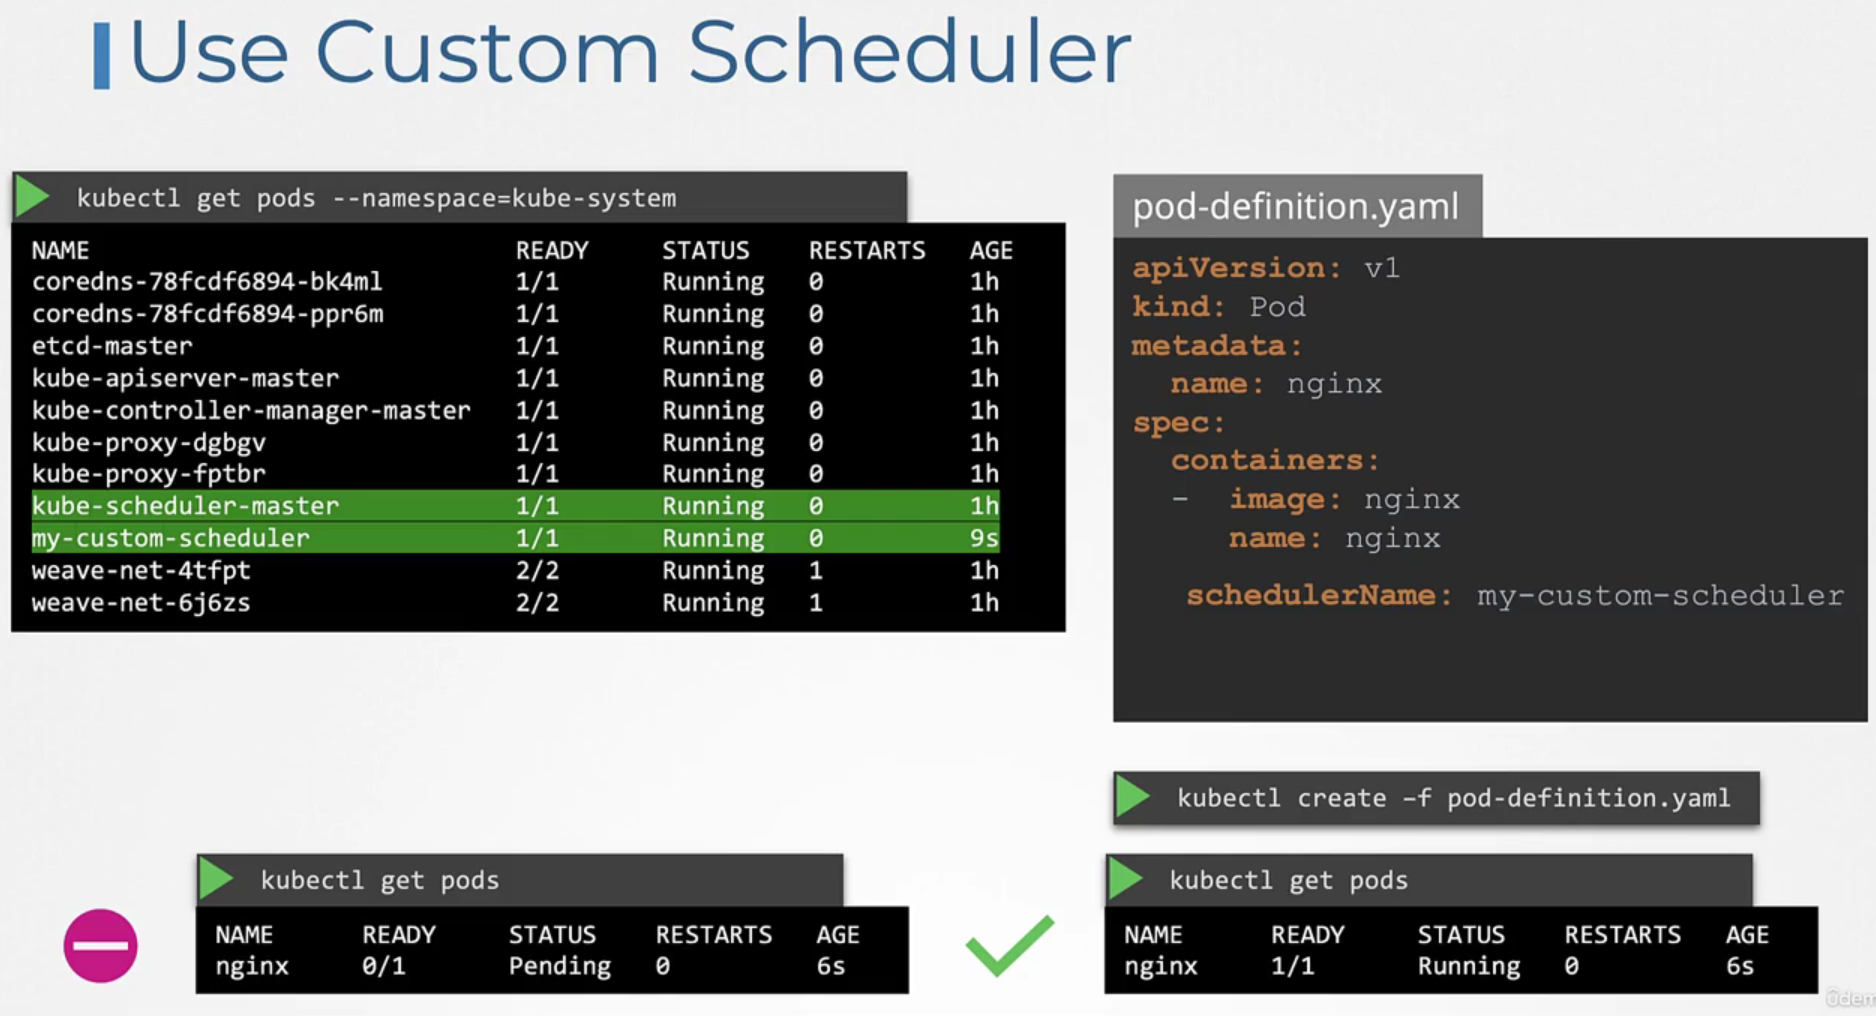 Use Custom Scheduler
kubectl get pods --namespace=kube-system
NAME READY STATUS RESTARTS AGE
coredns-78fcdf6894-bk4ml 1/1 Running 0 1h
coredns-78fcdf6894-ppr6m 1/1 Running 0 1h
etcd-master 1/1 Running 0 1h
kube-apiserver-master 1/1 Running 0 1h
kube-controller-manager-master 1/1 Running 0 1h
kube-proxy-dgbgv 1/1 Running 0 1h
kube-proxy-fptbr 1/1 Running 0 1h
kube-scheduler-master 1/1 Running 0 1h
my-custom-scheduler 1/1 Running 0 9s
weave-net-4tfpt 2/2 Running 1 1h
weave-net-6j6zs 2/2 Running 1 1h
pod-definition.yaml
apiVersion: v1
kind: Pod
metadata:
name: nginx
spec:
containers:
- image: nginx
name: nginx
schedulerName: my-custom-scheduler
kubectl create –f pod-definition.yaml
kubectl get pods
NAME READY STATUS RESTARTS AGE
nginx 0/1 Pending 0 6s
kubectl get pods
NAME READY STATUS RESTARTS AGE
nginx 1/1 Running 0 6s